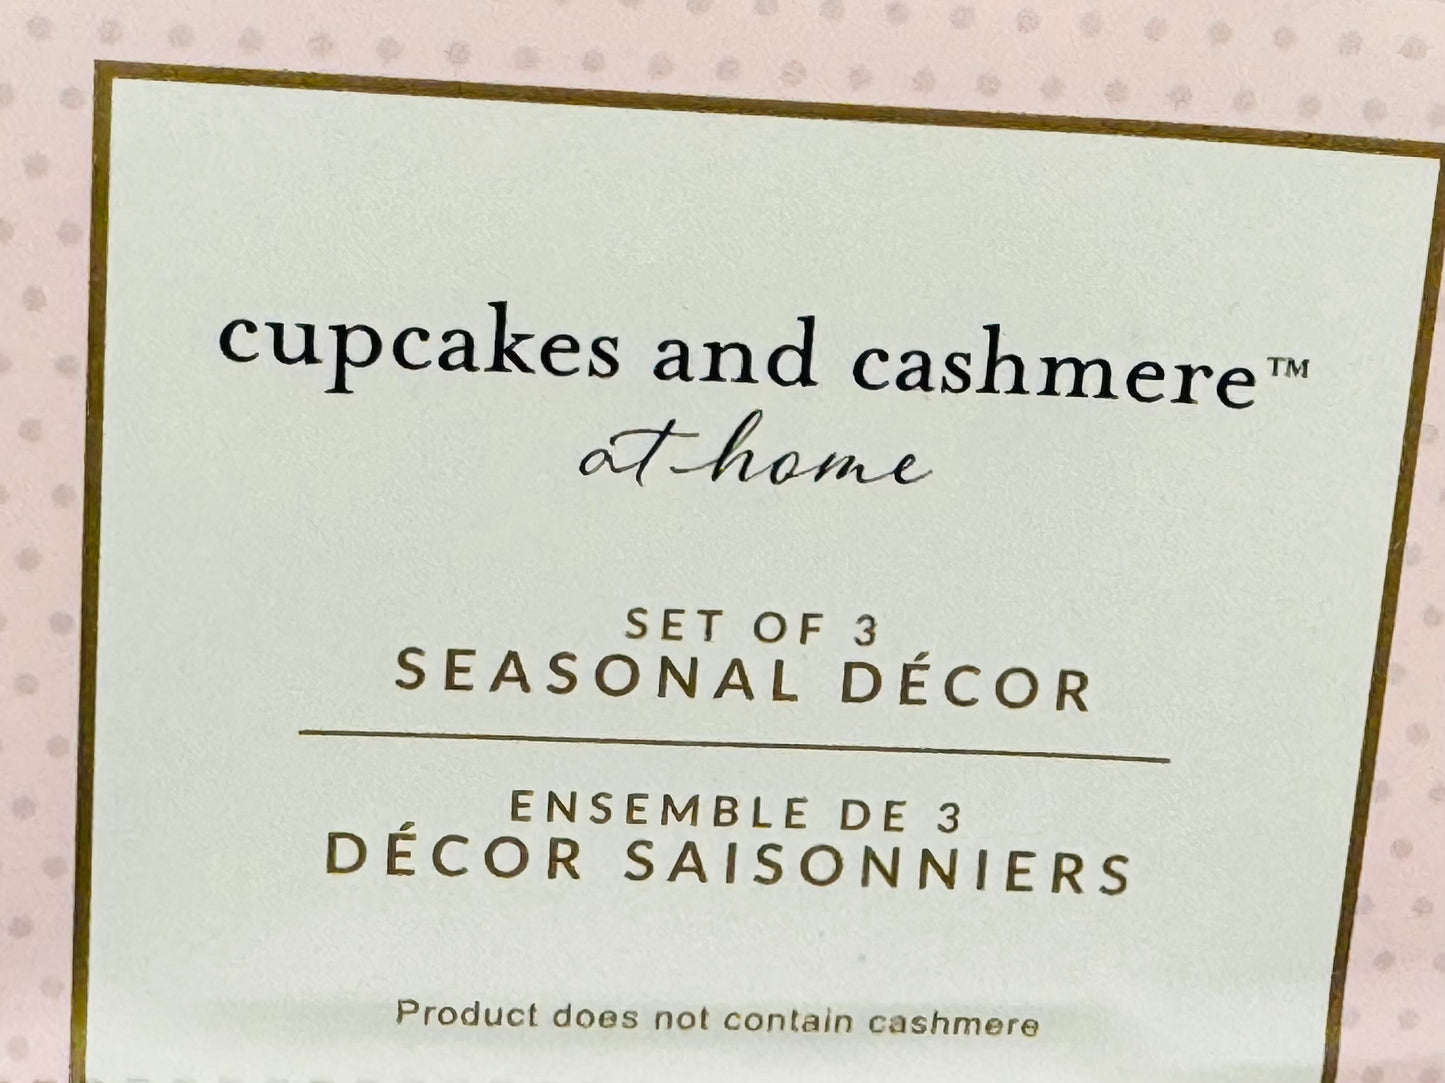 cupcakes and cashmere™
at home
SET OF 3
SEASONAL DÉCOR
ENSEMBLE DE 3
DÉCOR SAISONNIERS
Product does not contain cashmere